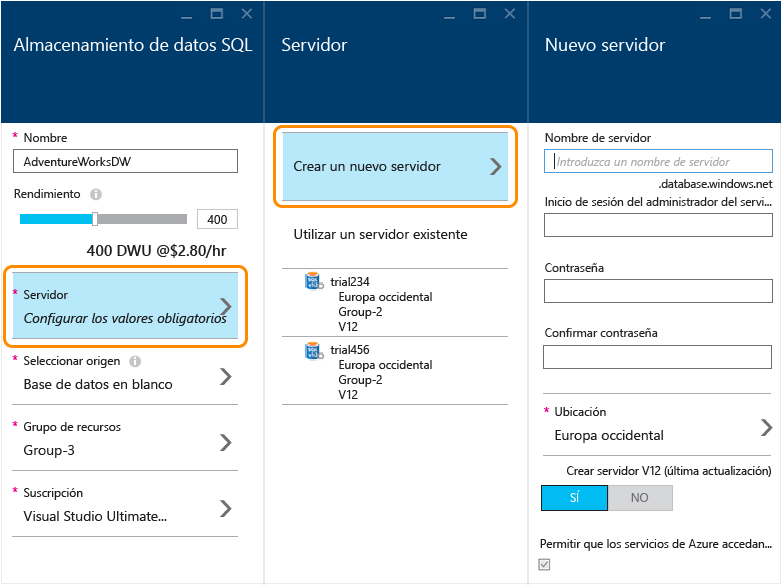 Almacenamiento de datos SQL
* Nombre
AdventureWorksDW
Rendimiento
400
400 DWU @$2.80/hr
* Servidor
Configurar los valores obligatorios
* Seleccionar origen
Base de datos en blanco
* Grupo de recursos
Group-3
* Suscripción
Visual Studio Ultimate...
Servidor
Crear un nuevo servidor
Utilizar un servidor existente
trial234
Europa occidental
Group-2
V12
trial456
Europa occidental
Group-2
V12
Nuevo servidor
Nombre de servidor
Introduzca un nombre de servidor
.database.windows.net
Inicio de sesión del administrador del servi...
Contraseña
Confirmar contraseña
* Ubicación
Europa occidental
Crear servidor V12 (última actualización)
SÍ NO
Permitir que los servicios de Azure accedan...